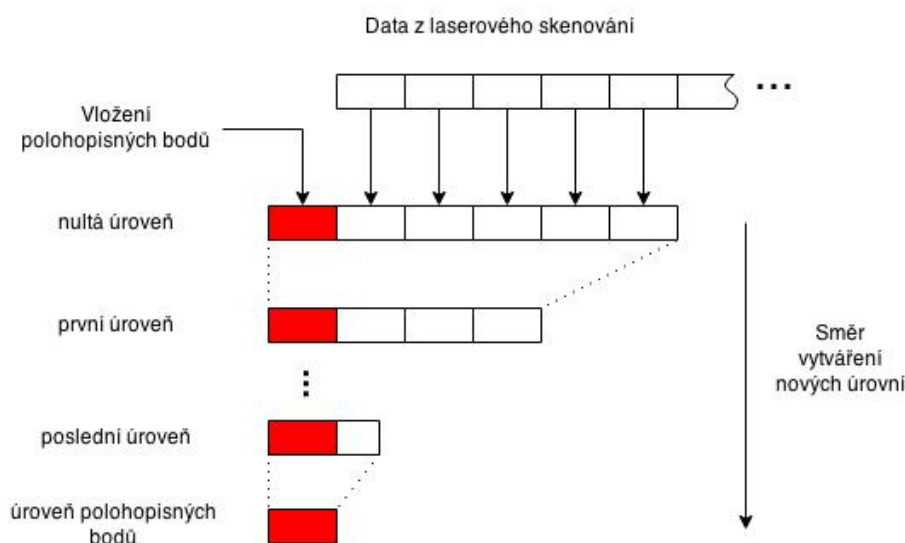 Data z laserového skenování
Vložení
polohopisných bodů
nultá úroveň
první úroveň
Směr
vytváření
nových úrovní
poslední úroveň
úroveň polohopisných
bodů